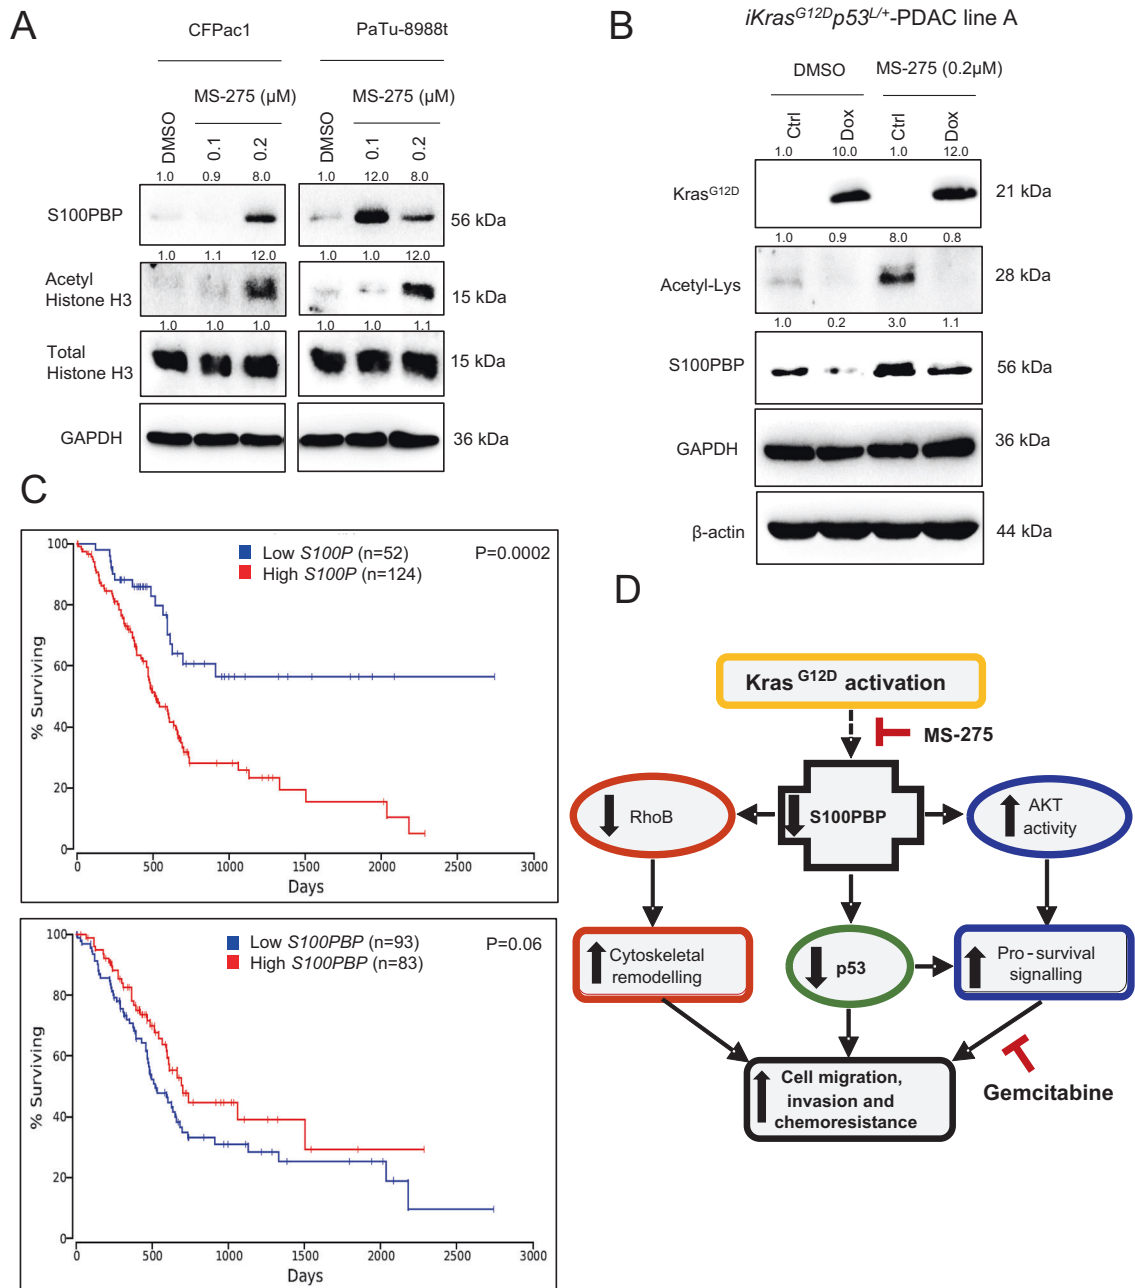 A
CFPac1
PaTu-8988t
MS-275 (µM)
MS-275 (µM)
DMSO
0.1
0.2
DMSO
0.1
0.2
1.0 0.9 8.0 1.0 12.0 8.0
S100PBP
56 kDa
1.0 1.1 12.0 1.0 1.0 12.0
Acetyl
Histone H3
15 kDa
1.0 1.0 1.0 1.0 1.0 1.1
Total
Histone H3
15 kDa
GAPDH
36 kDa
B
iKrasG12Dp53L/+-PDAC line A
DMSO
MS-275 (0.2µM)
Ctrl
Dox
Ctrl
Dox
1.0 10.0 1.0 12.0
KrasG12D
21 kDa
1.0 0.9 8.0 0.8
Acetyl-Lys
28 kDa
1.0 0.2 3.0 1.1
S100PBP
56 kDa
GAPDH
36 kDa
β-actin
44 kDa
C
Low S100P (n=52)
High S100P (n=124)
P=0.0002
% Surviving
100
80
60
40
20
0
0 500 1000 1500 2000 2500 3000
Days
Low S100PBP (n=93)
High S100PBP (n=83)
P=0.06
% Surviving
100
80
60
40
20
0
0 500 1000 1500 2000 2500 3000
Days
D
Kras G12D activation
MS-275
RhoB
S100PBP
AKT
activity
Cytoskeletal
remodelling
p53
Pro-survival
signalling
Cell migration,
invasion and
chemoresistance
Gemcitabine